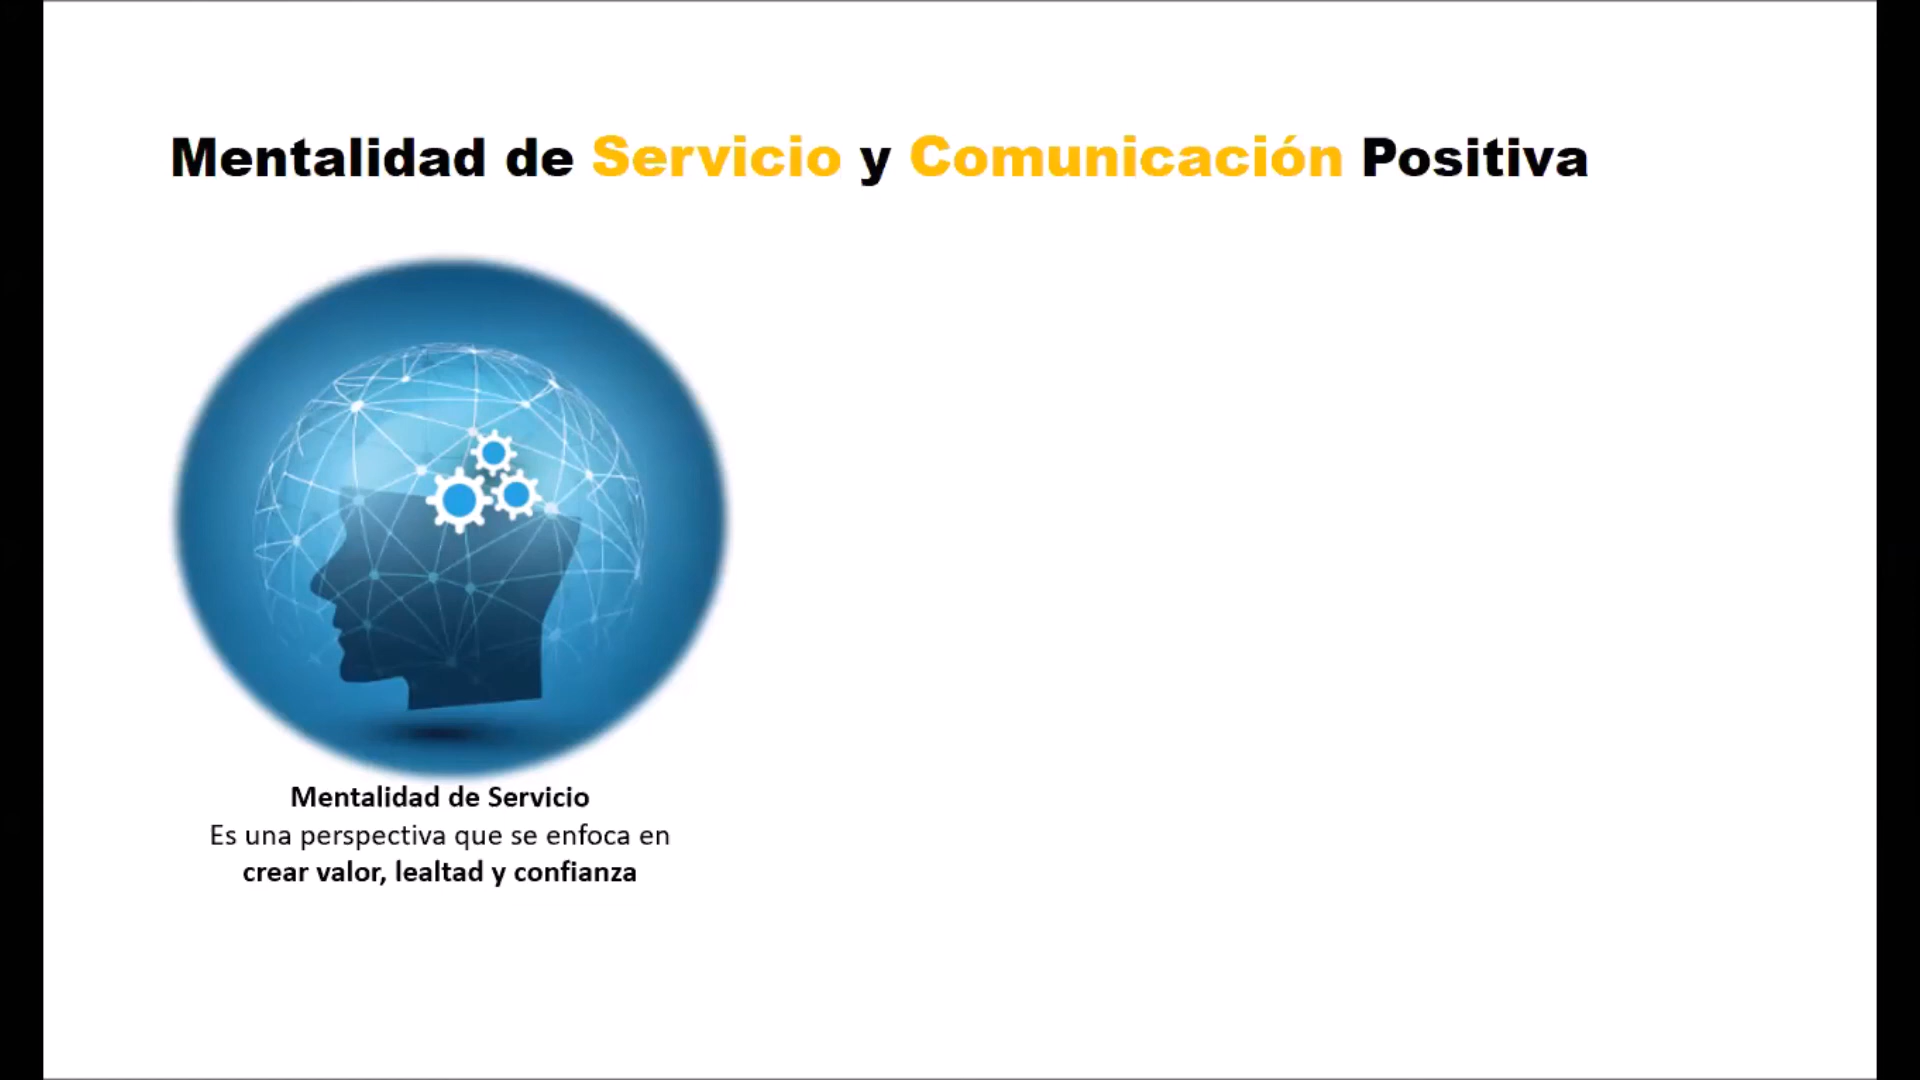 Mentalidad de Servicio y Comunicación Positiva
Mentalidad de Servicio
Es una perspectiva que se enfoca en
crear valor, lealtad y confianza